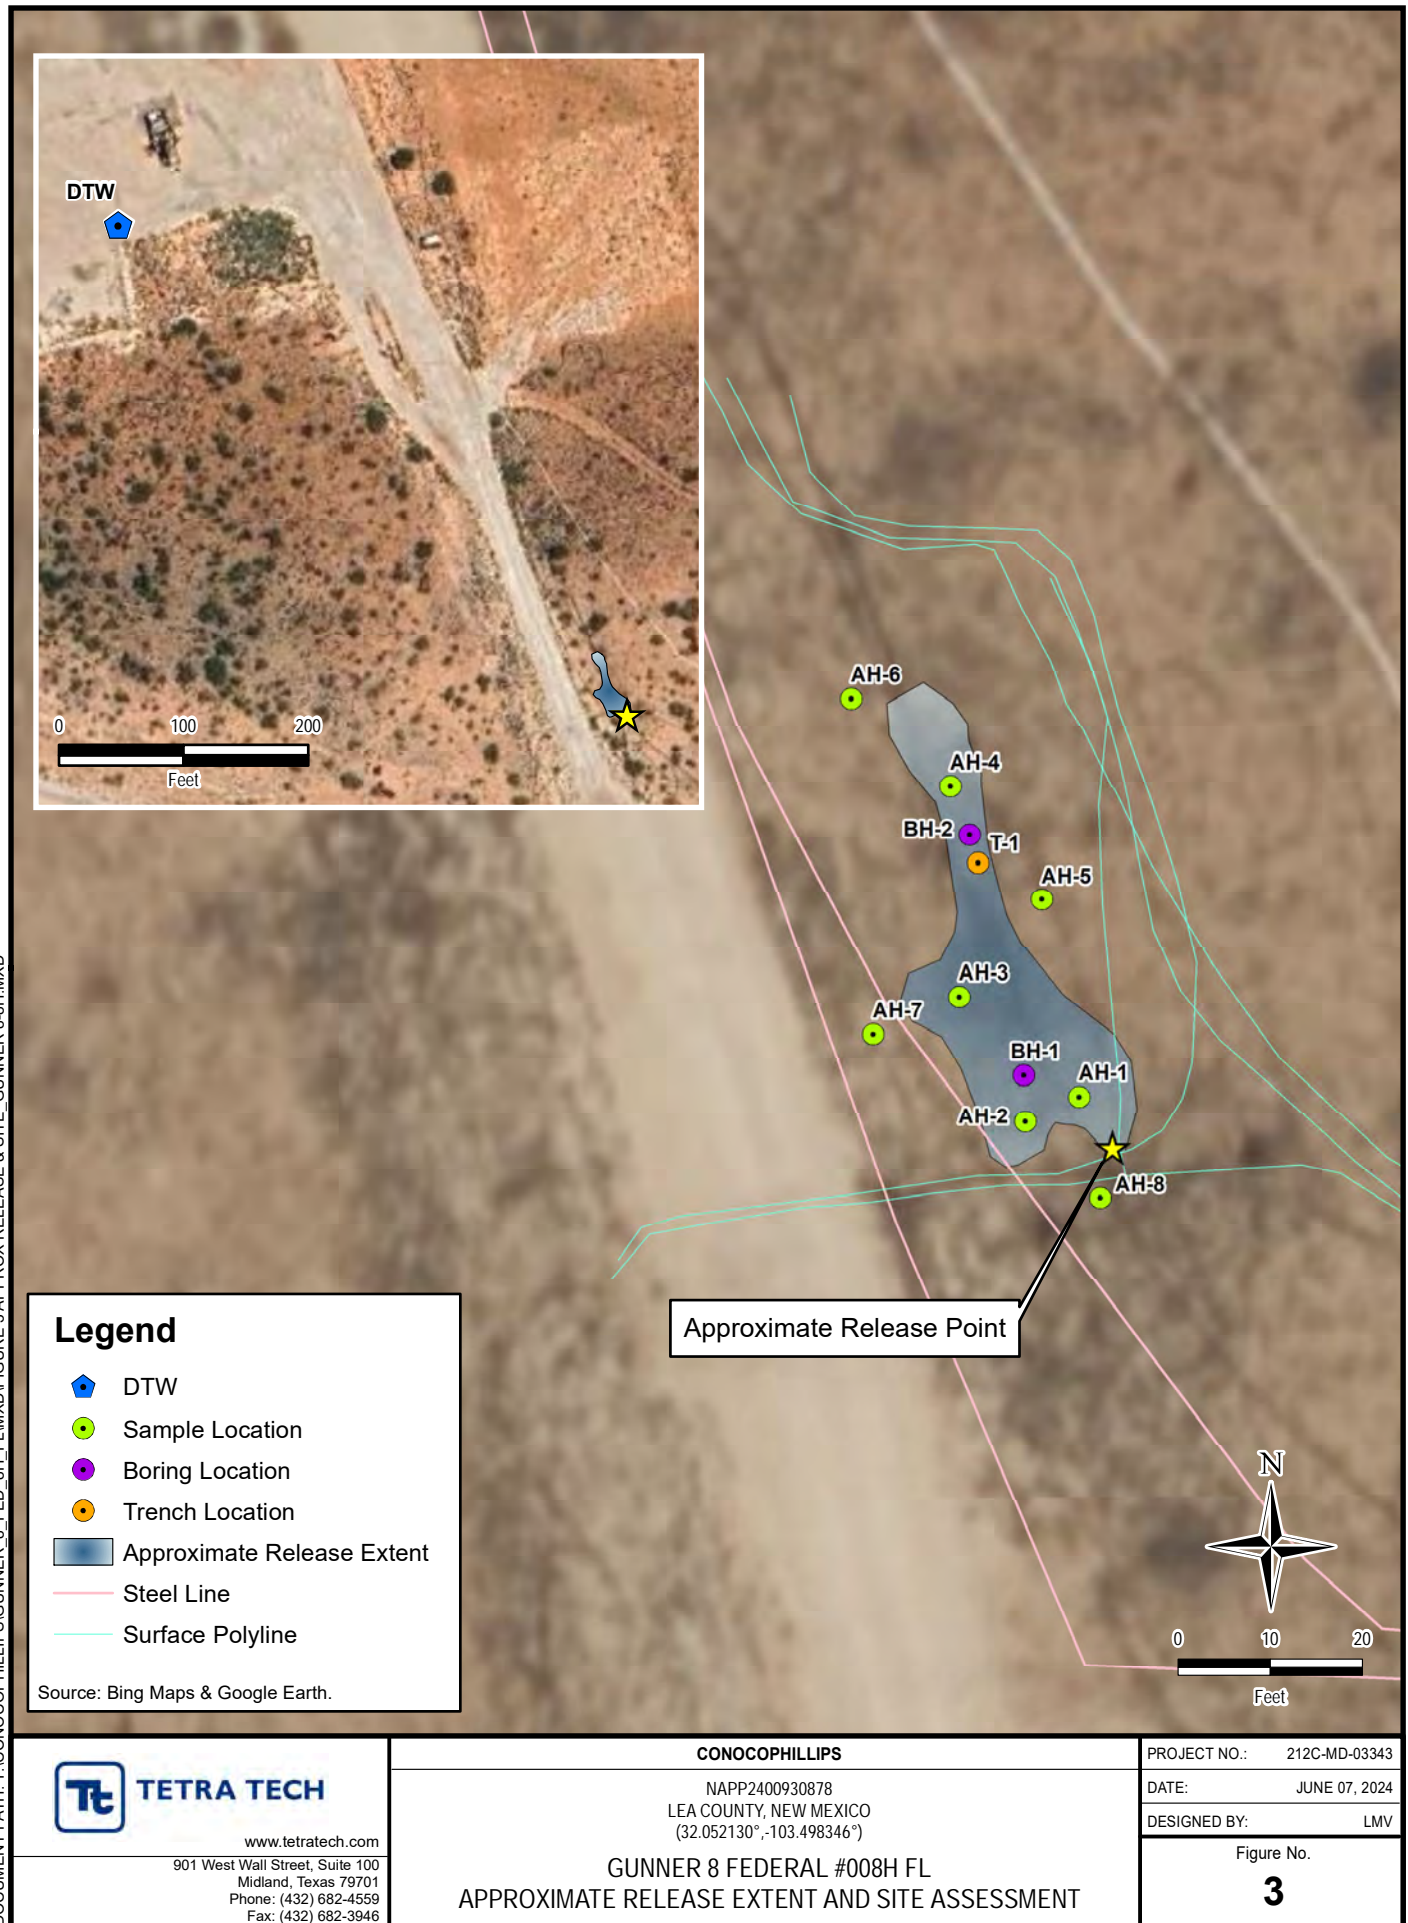 DTW
0 100 200
Feet
AH-6
AH-4
BH-2
T-1
AH-5
AH-3
AH-7
BH-1
AH-1
AH-2
AH-8
Approximate Release Point
Legend
DTW
Sample Location
Boring Location
Trench Location
Approximate Release Extent
Steel Line
Surface Polyline
Source: Bing Maps & Google Earth.
N
0 10 20
Feet
Tt TETRA TECH
www.tetratech.com
901 West Wall Street, Suite 100
Midland, Texas 79701
Phone: (432) 682-4559
Fax: (432) 682-3946
CONOCOPHILLIPS
NAPP2400930878
LEA COUNTY, NEW MEXICO
(32.052130°,-103.498346°)
GUNNER 8 FEDERAL #008H FL
APPROXIMATE RELEASE EXTENT AND SITE ASSESSMENT
PROJECT NO.: 212C-MD-03343
DATE: JUNE 07, 2024
DESIGNED BY: LMV
Figure No.
3